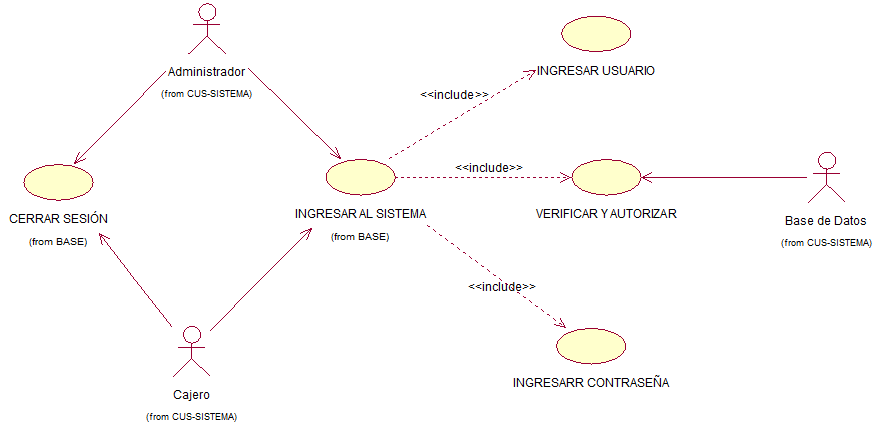 Administrador
(from CUS-SISTEMA)
INGRESAR USUARIO
<<include>>
<<include>>
CERRAR SESIÓN
(from BASE)
INGRESAR AL SISTEMA
(from BASE)
VERIFICAR Y AUTORIZAR
Base de Datos
(from CUS-SISTEMA)
<<include>>
INGRESARR CONTRASEÑA
Cajero
(from CUS-SISTEMA)